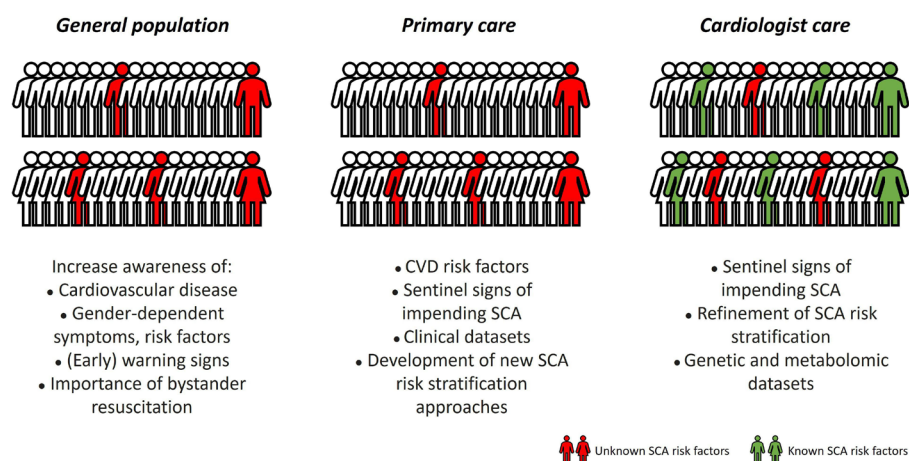 General population
Increase awareness of:
• Cardiovascular disease
• Gender-dependent
symptoms, risk factors
• (Early) warning signs
• Importance of bystander
resuscitation
Primary care
• CVD risk factors
• Sentinel signs of
impending SCA
• Clinical datasets
• Development of new SCA
risk stratification
approaches
Cardiologist care
• Sentinel signs of
impending SCA
• Refinement of SCA risk
stratification
• Genetic and metabolomic
datasets
Unknown SCA risk factors
Known SCA risk factors